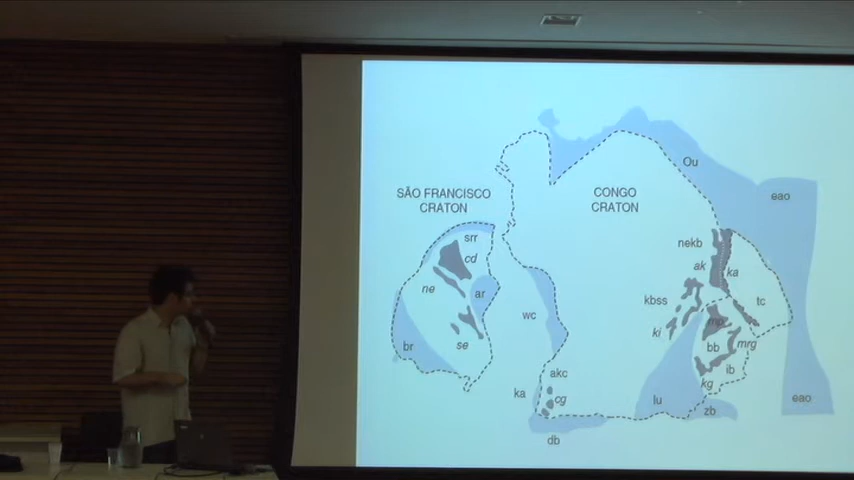 Ou
SÃO FRANCISCO
CRATON
CONGO
CRATON
eao
srr
nekb
cd
ak
ka
ne
ar
kbss
tc
wc
mp
ki
se
bb
mrg
br
ib
akc
kg
ka
cg
lu
eao
zb
db